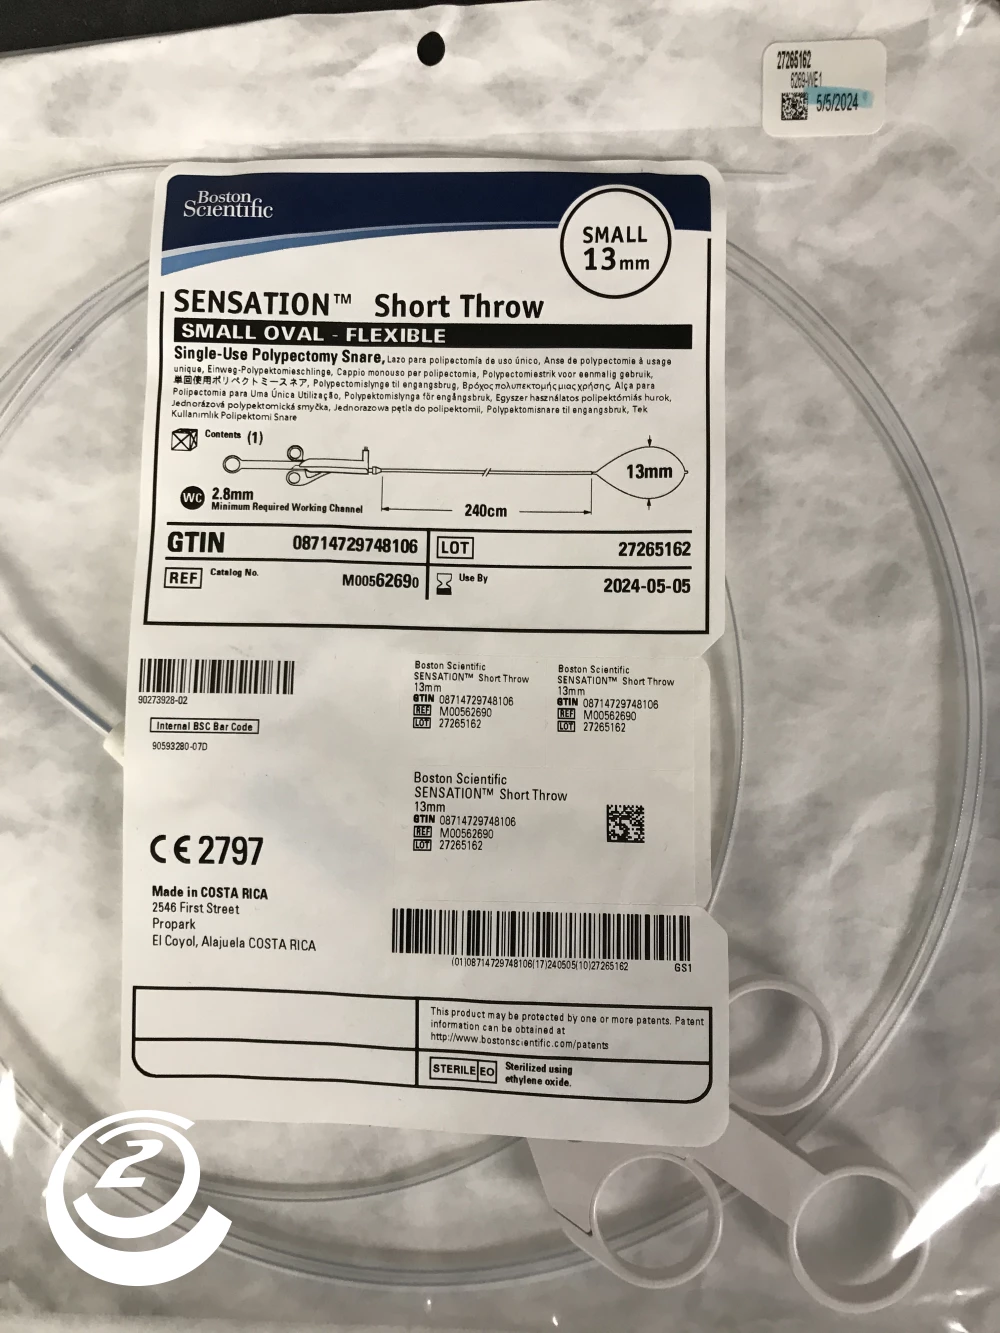 27265162
6269-WE1
5/5/2024
Boston
Scientific
SMALL
13mm
SENSATION™ Short Throw
SMALL OVAL - FLEXIBLE
Single-Use Polypectomy Snare, Lazo para polipectomía de uso único, Anse de polypectomie à usage
unique, Einweg-Polypektomieschlinge, Cappio monouso per polipectomia, Polypectomiestrik voor eenmalig gebruik,
単回使用ポリペクトミースネア, Polypectomislynge til engangsbrug, Βρόχος πολυπεκτομής μιας χρήσης, Alça para
Polipectomia para Uma Única Utilização, Polypektomislynga för engångsbruk, Egyszer használatos polipektómiás hurok,
Jednorázová polypektomická smyčka, Jednorazowa pętla do polipektomii, Polypektomisnare til engangsbruk, Tek
Kullanımlık Polipektomi Snare
Contents (1)
13mm
WC 2.8mm
Minimum Required Working Channel
240cm
GTIN 08714729748106 LOT 27265162
REF Catalog No. M00562690 Use By 2024-05-05
90273928-02
Internal BSC Bar Code
90593280-07D
Boston Scientific
SENSATION™ Short Throw
13mm
GTIN 08714729748106
REF M00562690
LOT 27265162
Boston Scientific
SENSATION™ Short Throw
13mm
GTIN 08714729748106
REF M00562690
LOT 27265162
Boston Scientific
SENSATION™ Short Throw
13mm
GTIN 08714729748106
REF M00562690
LOT 27265162
CE 2797
Made in COSTA RICA
2546 First Street
Propark
El Coyol, Alajuela COSTA RICA
(01)08714729748106(17)240505(10)27265162
GS1
This product may be protected by one or more patents. Patent
information can be obtained at
http://www.bostonscientific.com/patents
STERILE EO Sterilized using
ethylene oxide.
2